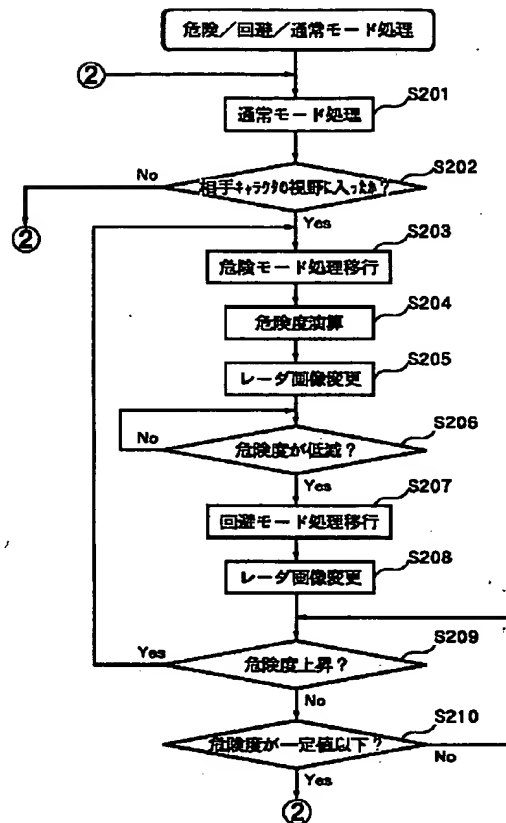 危険／回避／通常モード処理
②
S201
通常モード処理
S202
No
相手キャラクタの視野に入ったか？
②
Yes
S203
危険モード処理移行
S204
危険度演算
S205
レーダ画像変更
S206
No
危険度が低減？
Yes
S207
回避モード処理移行
S208
レーダ画像変更
S209
Yes
危険度上昇？
No
S210
危険度が一定値以下？
No
Yes
②